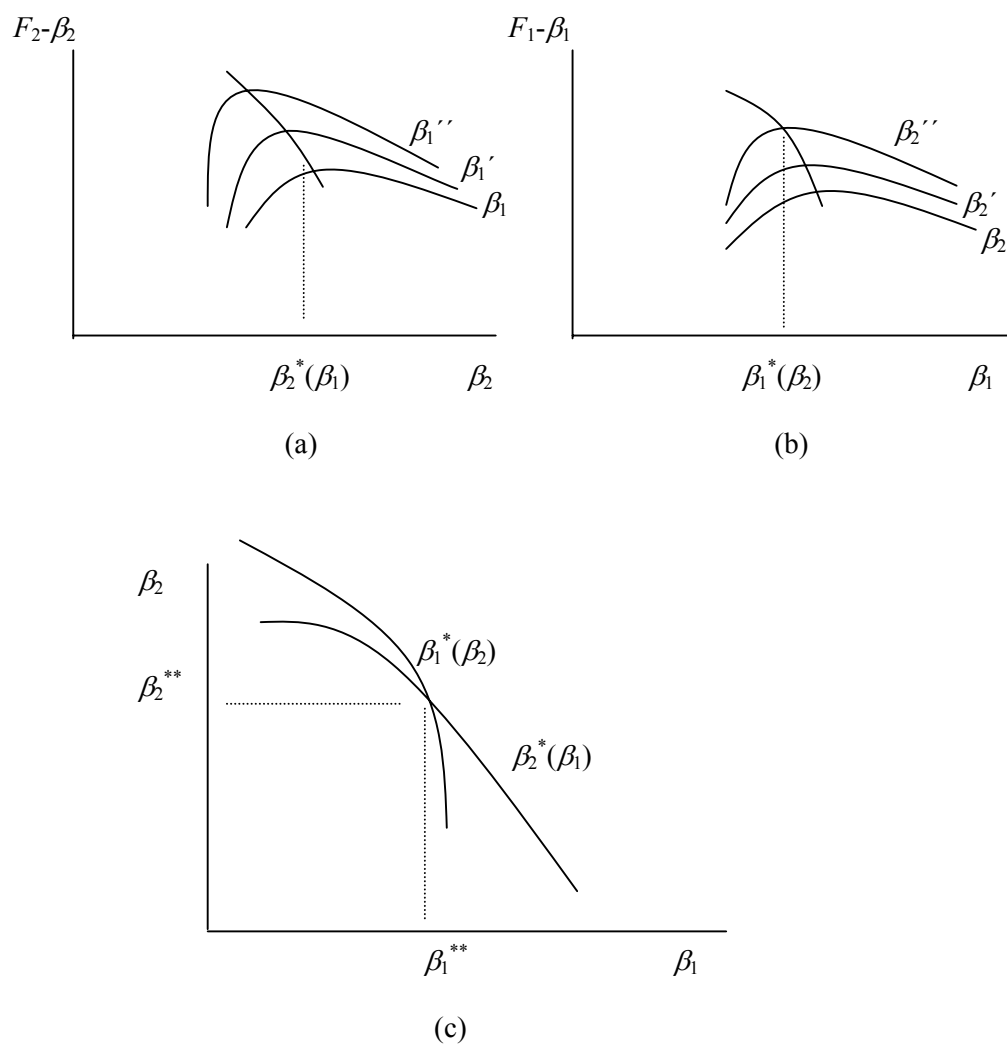 F₂-β₂
β₁´´
β₁´
β₁
β₂*(β₁) β₂
(a)
F₁-β₁
β₂´´
β₂´
β₂
β₁*(β₂) β₁
(b)
β₂
β₁*(β₂)
β₂**
β₂*(β₁)
β₁** β₁
(c)